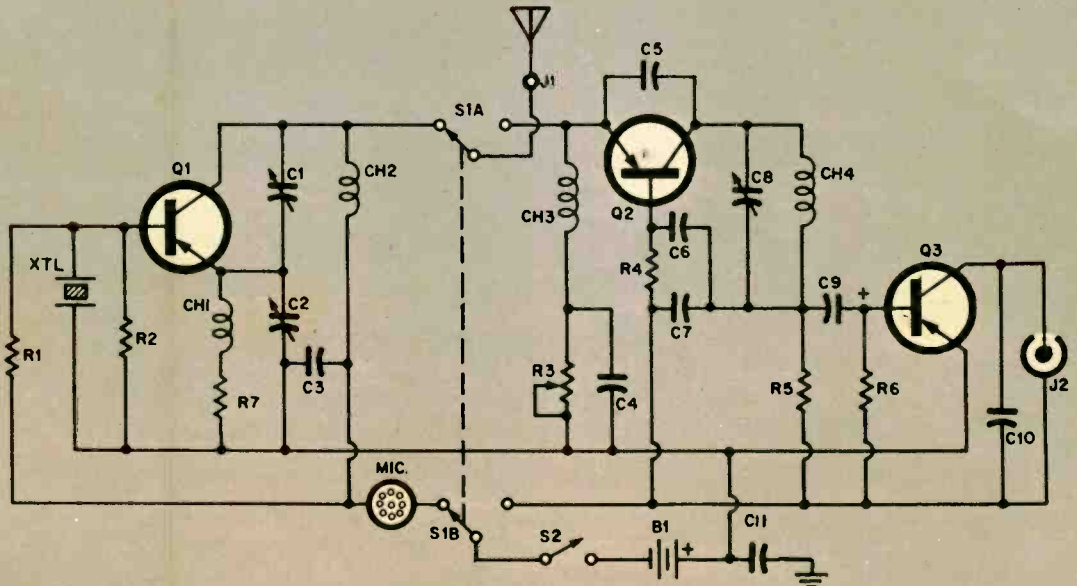 C5
J1
S1A
Q1
C1
CH2
C8
CH4
CH3
Q2
XTL
C6
Q3
R4
CH1
C2
C9
+
R1
R2
C7
C3
R3
R7
C4
R5
R6
J2
C10
MIC.
S1B
S2
B1
+
C11